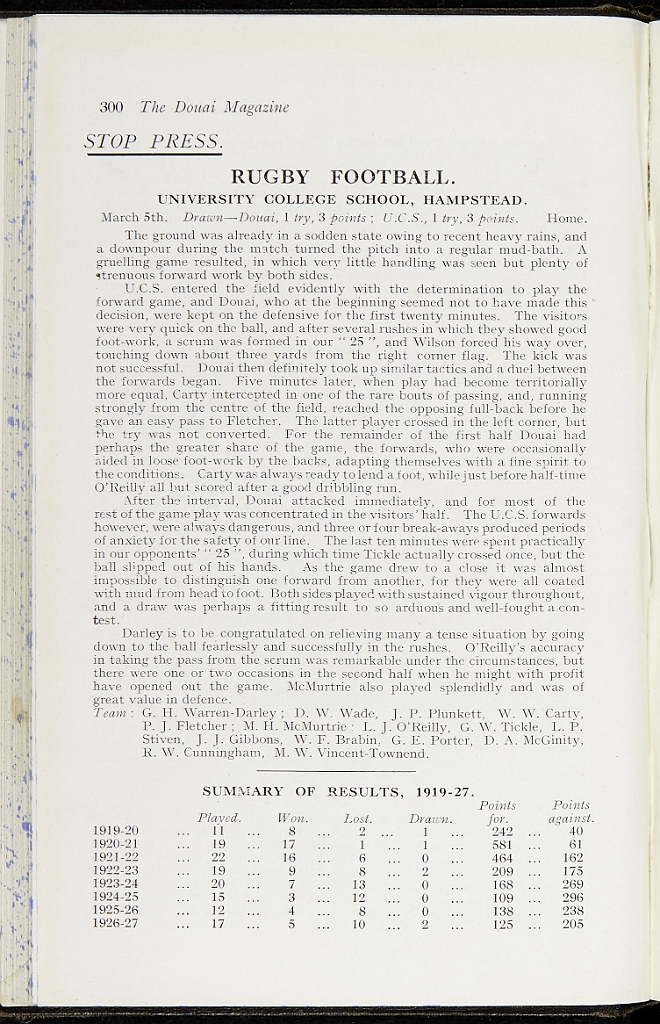 300 The Douai Magazine
STOP PRESS.
RUGBY FOOTBALL.
UNIVERSITY COLLEGE SCHOOL, HAMPSTEAD.
March 5th. Drawn—Douai, 1 try, 3 points ; U.C.S., 1 try, 3 points. Home.
The ground was already in a sodden state owing to recent heavy rains, and
a downpour during the match turned the pitch into a regular mud-bath. A
gruelling game resulted, in which very little handling was seen but plenty of
strenuous forward work by both sides.
U.C.S. entered the field evidently with the determination to play the
forward game, and Douai, who at the beginning seemed not to have made this
decision, were kept on the defensive for the first twenty minutes. The visitors
were very quick on the ball, and after several rushes in which they showed good
foot-work, a scrum was formed in our " 25 ", and Wilson forced his way over,
touching down about three yards from the right corner flag. The kick was
not successful. Douai then definitely took up similar tactics and a duel between
the forwards began. Five minutes later, when play had become territorially
more equal, Carty intercepted in one of the rare bouts of passing, and, running
strongly from the centre of the field, reached the opposing full-back before he
gave an easy pass to Fletcher. The latter player crossed in the left corner, but
the try was not converted. For the remainder of the first half Douai had
perhaps the greater share of the game, the forwards, who were occasionally
aided in loose foot-work by the backs, adapting themselves with a fine spirit to
the conditions. Carty was always ready to lend a foot, while just before half-time
O'Reilly all but scored after a good dribbling run.
After the interval, Douai attacked immediately, and for most of the
rest of the game play was concentrated in the visitors' half. The U.C.S. forwards
however, were always dangerous, and three or four break-aways produced periods
of anxiety for the safety of our line. The last ten minutes were spent practically
in our opponents' " 25 ", during which time Tickle actually crossed once, but the
ball slipped out of his hands. As the game drew to a close it was almost
impossible to distinguish one forward from another, for they were all coated
with mud from head to foot. Both sides played with sustained vigour throughout,
and a draw was perhaps a fitting result to so arduous and well-fought a con-
test.
Darley is to be congratulated on relieving many a tense situation by going
down to the ball fearlessly and successfully in the rushes. O'Reilly's accuracy
in taking the pass from the scrum was remarkable under the circumstances, but
there were one or two occasions in the second half when he might with profit
have opened out the game. McMurtrie also played splendidly and was of
great value in defence.
Team : G. H. Warren-Darley ; D. W. Wade, J. P. Plunkett, W. W. Carty,
P. J. Fletcher ; M. H. McMurtrie ; L. J. O'Reilly, G. W. Tickle, L. P.
Stiven, J. J. Gibbons, W. F. Brabin, G. E. Porter, D. A. McGinity,
R. W. Cunningham, M. W. Vincent-Townend.
SUMMARY OF RESULTS, 1919-27.
Points Points
Played. Won. Lost. Drawn. for. against.
1919-20 ... 11 ... 8 ... 2 ... 1 ... 242 ... 40
1920-21 ... 19 ... 17 ... 1 ... 1 ... 581 ... 61
1921-22 ... 22 ... 16 ... 6 ... 0 ... 464 ... 162
1922-23 ... 19 ... 9 ... 8 ... 2 ... 209 ... 175
1923-24 ... 20 ... 7 ... 13 ... 0 ... 168 ... 269
1924-25 ... 15 ... 3 ... 12 ... 0 ... 109 ... 296
1925-26 ... 12 ... 4 ... 8 ... 0 ... 138 ... 238
1926-27 ... 17 ... 5 ... 10 ... 2 ... 125 ... 205